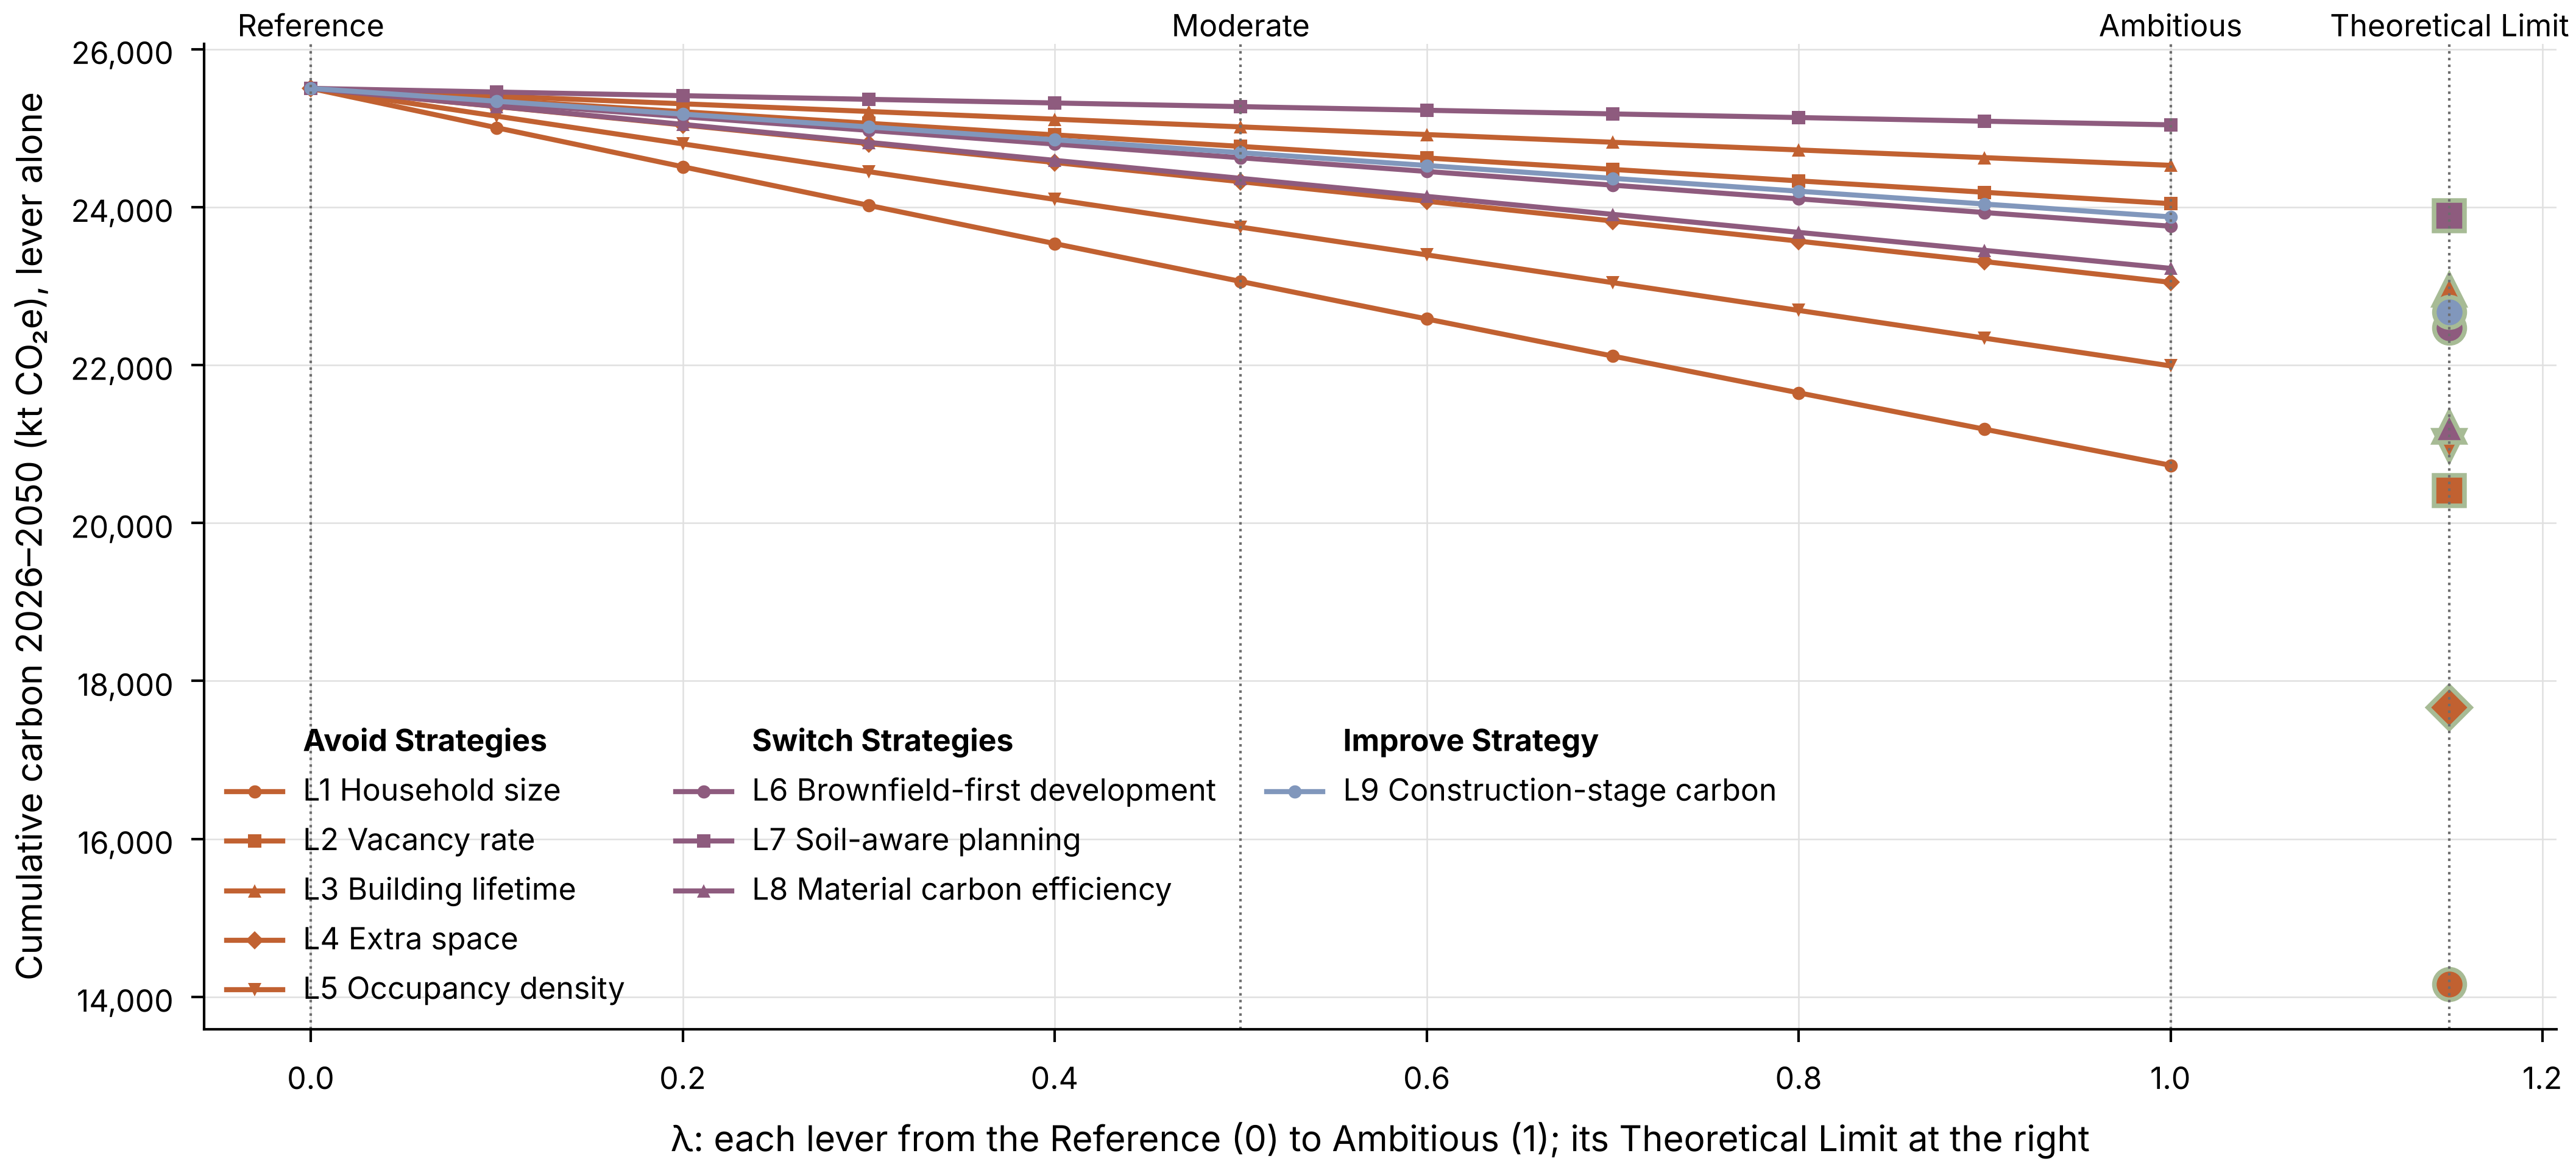 Reference Moderate Ambitious Theoretical Limit
26,000
24,000
22,000
20,000
18,000
16,000
14,000
Cumulative carbon 2026–2050 (kt CO₂e), lever alone
Avoid Strategies
L1 Household size
L2 Vacancy rate
L3 Building lifetime
L4 Extra space
L5 Occupancy density
Switch Strategies
L6 Brownfield-first development
L7 Soil-aware planning
L8 Material carbon efficiency
Improve Strategy
L9 Construction-stage carbon
0.0 0.2 0.4 0.6 0.8 1.0 1.2
λ: each lever from the Reference (0) to Ambitious (1); its Theoretical Limit at the right